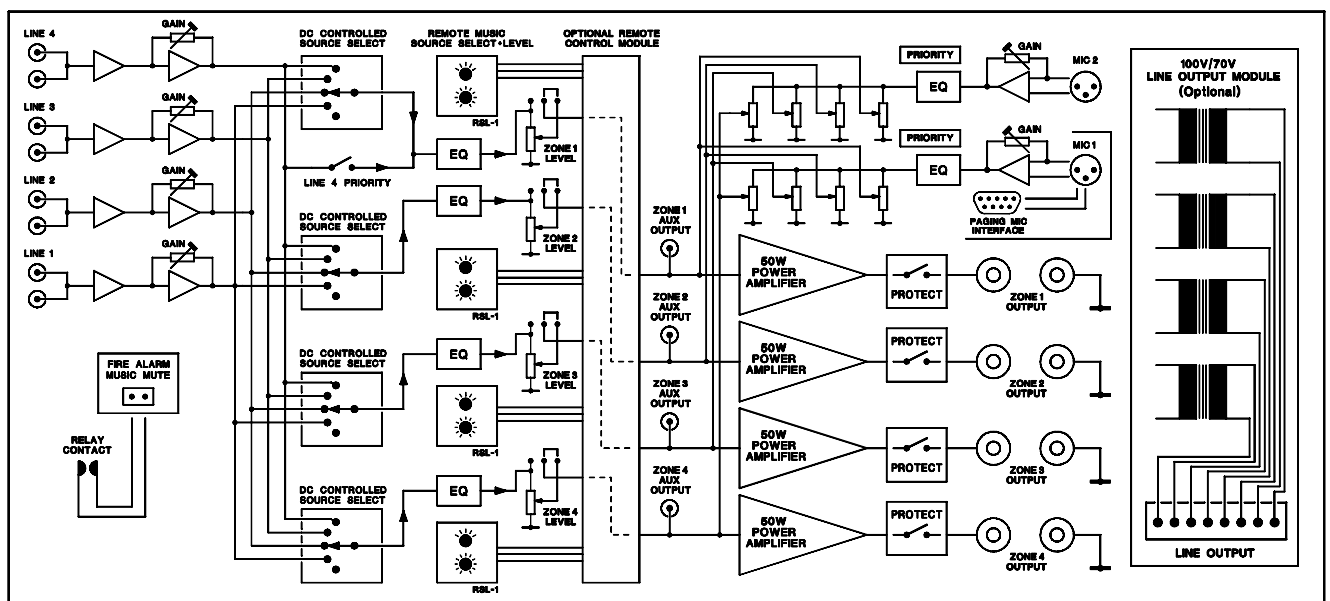 LINE 4
GAIN
LINE 3
GAIN
LINE 2
GAIN
LINE 1
GAIN
FIRE ALARM
MUSIC MUTE
RELAY
CONTACT
DC CONTROLLED
SOURCE SELECT
LINE 4 PRIORITY
DC CONTROLLED
SOURCE SELECT
DC CONTROLLED
SOURCE SELECT
DC CONTROLLED
SOURCE SELECT
REMOTE MUSIC
SOURCE SELECT+LEVEL
RSL-1
EQ
ZONE 1
LEVEL
EQ
ZONE 2
LEVEL
RSL-1
EQ
ZONE 3
LEVEL
RSL-1
EQ
ZONE 4
LEVEL
RSL-1
OPTIONAL REMOTE
CONTROL MODULE
ZONE 1
AUX
OUTPUT
ZONE 2
AUX
OUTPUT
ZONE 3
AUX
OUTPUT
ZONE 4
AUX
OUTPUT
PRIORITY
EQ
GAIN
MIC 2
PRIORITY
EQ
GAIN
MIC 1
PAGING MIC
INTERFACE
50W
POWER
AMPLIFIER
PROTECT
ZONE 1
OUTPUT
50W
POWER
AMPLIFIER
PROTECT
ZONE 2
OUTPUT
50W
POWER
AMPLIFIER
PROTECT
ZONE 3
OUTPUT
50W
POWER
AMPLIFIER
PROTECT
ZONE 4
OUTPUT
100V/70V
LINE OUTPUT MODULE
(Optional)
LINE OUTPUT